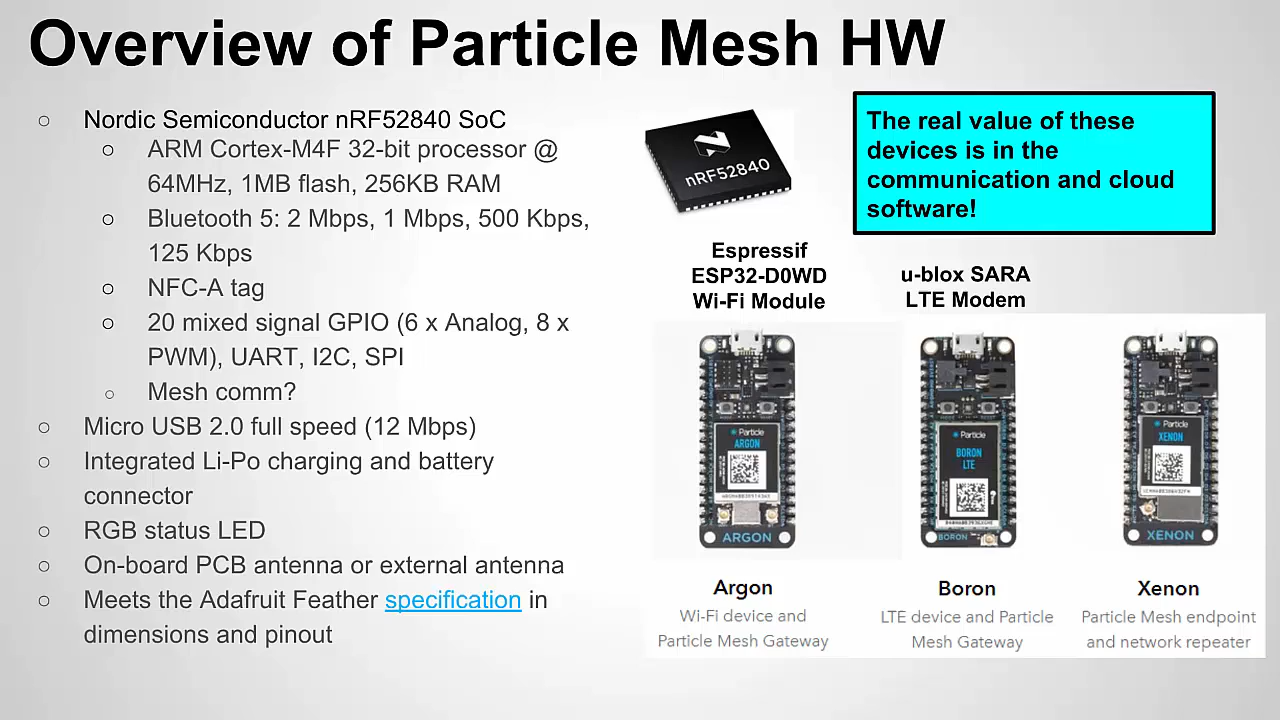 Overview of Particle Mesh HW
○ Nordic Semiconductor nRF52840 SoC
○ ARM Cortex-M4F 32-bit processor @
64MHz, 1MB flash, 256KB RAM
○ Bluetooth 5: 2 Mbps, 1 Mbps, 500 Kbps,
125 Kbps
○ NFC-A tag
○ 20 mixed signal GPIO (6 x Analog, 8 x
PWM), UART, I2C, SPI
○ Mesh comm?
○ Micro USB 2.0 full speed (12 Mbps)
○ Integrated Li-Po charging and battery
connector
○ RGB status LED
○ On-board PCB antenna or external antenna
○ Meets the Adafruit Feather specification in
dimensions and pinout
nRF52840
The real value of these
devices is in the
communication and cloud
software!
Espressif
ESP32-D0WD
Wi-Fi Module
u-blox SARA
LTE Modem
Particle
ARGON
ARGON
Particle
BORON
LTE
BORON
Particle
XENON
XENON
Argon
Wi-Fi device and
Particle Mesh Gateway
Boron
LTE device and Particle
Mesh Gateway
Xenon
Particle Mesh endpoint
and network repeater